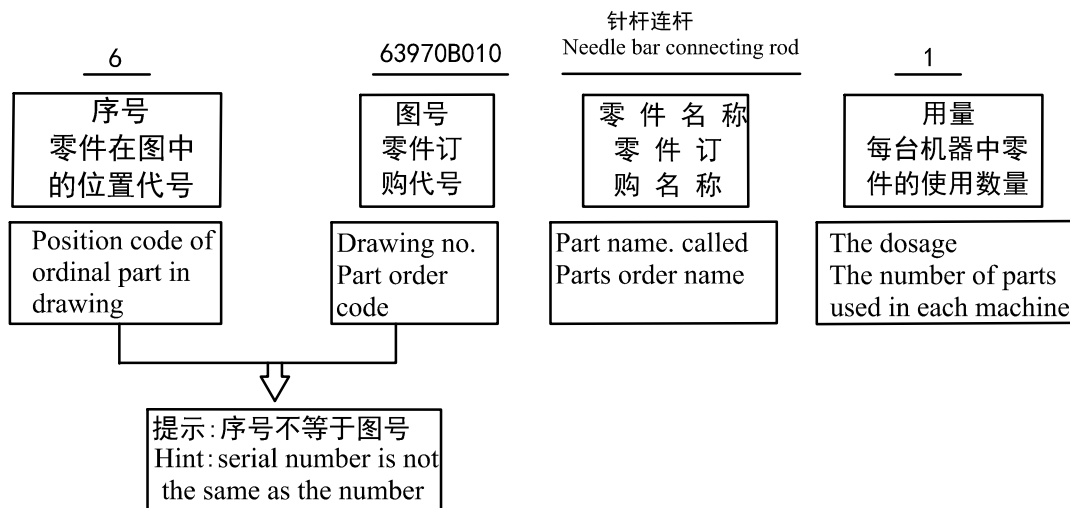 针杆连杆
6
63970B010
Needle bar connecting rod
1
序号
零件在图中
的位置代号
图号
零件订
购代号
零 件 名 称
零 件 订
购 名 称
用量
每台机器中零
件的使用数量
Position code of
ordinal part in
drawing
Drawing no.
Part order
code
Part name. called
Parts order name
The dosage
The number of parts
used in each machine
提示:序号不等于图号
Hint:serial number is not
the same as the number